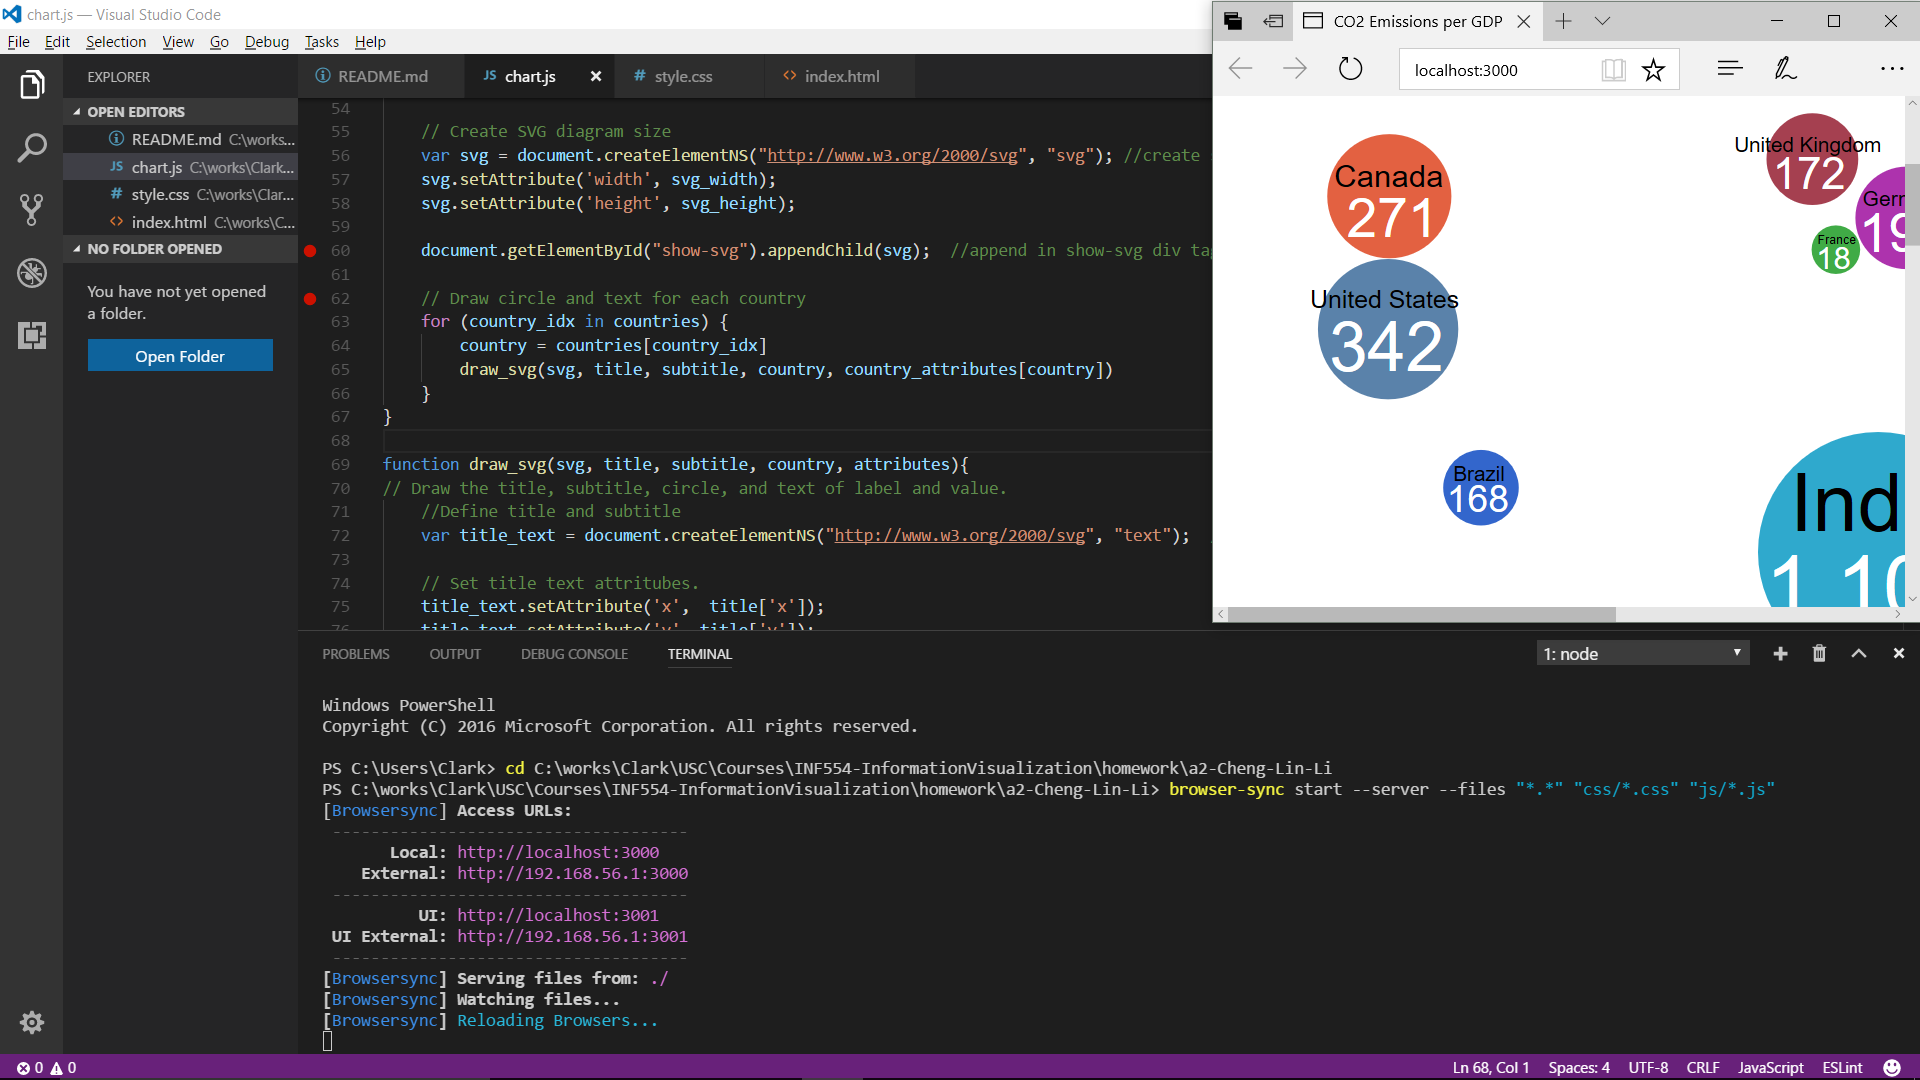 chart.js — Visual Studio Code
File Edit Selection View Go Debug Tasks Help
EXPLORER
OPEN EDITORS
README.md C:\works...
JS chart.js C:\works\Clark...
# style.css C:\works\Clar...
<> index.html C:\works\C...
NO FOLDER OPENED
You have not yet opened
a folder.
Open Folder
README.md JS chart.js × # style.css <> index.html
54
55 // Create SVG diagram size
56 var svg = document.createElementNS("http://www.w3.org/2000/svg", "svg"); //create
57 svg.setAttribute('width', svg_width);
58 svg.setAttribute('height', svg_height);
59
60 document.getElementById("show-svg").appendChild(svg); //append in show-svg div tag
61
62 // Draw circle and text for each country
63 for (country_idx in countries) {
64 country = countries[country_idx]
65 draw_svg(svg, title, subtitle, country, country_attributes[country])
66 }
67 }
68
69 function draw_svg(svg, title, subtitle, country, attributes){
70 // Draw the title, subtitle, circle, and text of label and value.
71 //Define title and subtitle
72 var title_text = document.createElementNS("http://www.w3.org/2000/svg", "text");
73
74 // Set title text attritubes.
75 title_text.setAttribute('x', title['x']);
76 title_text.setAttribute('y', title['y']);
CO2 Emissions per GDP
localhost:3000
Canada
271
United States
342
Brazil
168
United Kingdom
172
Gerr
19
France
18
Ind
1,10
PROBLEMS OUTPUT DEBUG CONSOLE TERMINAL
1: node
Windows PowerShell
Copyright (C) 2016 Microsoft Corporation. All rights reserved.
PS C:\Users\Clark> cd C:\works\Clark\USC\Courses\INF554-InformationVisualization\homework\a2-Cheng-Lin-Li
PS C:\works\Clark\USC\Courses\INF554-InformationVisualization\homework\a2-Cheng-Lin-Li> browser-sync start --server --files "*.*" "css/*.css" "js/*.js"
[Browsersync] Access URLs:
--------------------------------------
Local: http://localhost:3000
External: http://192.168.56.1:3000
--------------------------------------
UI: http://localhost:3001
UI External: http://192.168.56.1:3001
--------------------------------------
[Browsersync] Serving files from: ./
[Browsersync] Watching files...
[Browsersync] Reloading Browsers...
0 0
Ln 68, Col 1 Spaces: 4 UTF-8 CRLF JavaScript ESLint